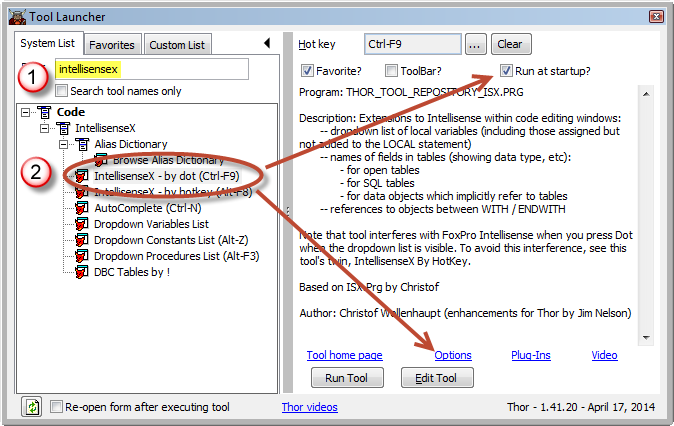 Tool Launcher
System List
Favorites
Custom List
1
intellisensex
Search tool names only
Code
IntellisenseX
Alias Dictionary
Browse Alias Dictionary
2
IntellisenseX - by dot (Ctrl-F9)
IntellisenseX - by hotkey (Alt-F8)
AutoComplete (Ctrl-N)
Dropdown Variables List
Dropdown Constants List (Alt-Z)
Dropdown Procedures List (Alt-F3)
DBC Tables by !
Hot key
Ctrl-F9
...
Clear
Favorite?
ToolBar?
Run at startup?
Program: THOR_TOOL_REPOSITORY_ISX.PRG
Description: Extensions to Intellisense within code editing windows:
-- dropdown list of local variables (including those assigned but
not added to the LOCAL statement)
-- names of fields in tables (showing data type, etc):
- for open tables
- for SQL tables
- for data objects which implicitly refer to tables
-- references to objects between WITH / ENDWITH
Note that tool interferes with FoxPro Intellisense when you press Dot
when the dropdown list is visible. To avoid this interference, see this
tool's twin, IntellisenseX By HotKey.
Based on ISX.Prg by Christof
Author: Christof Wollenhaupt (enhancements for Thor by Jim Nelson)
Tool home page
Options
Plug-Ins
Video
Run Tool
Edit Tool
Re-open form after executing tool
Thor videos
Thor - 1.41.20 - April 17, 2014